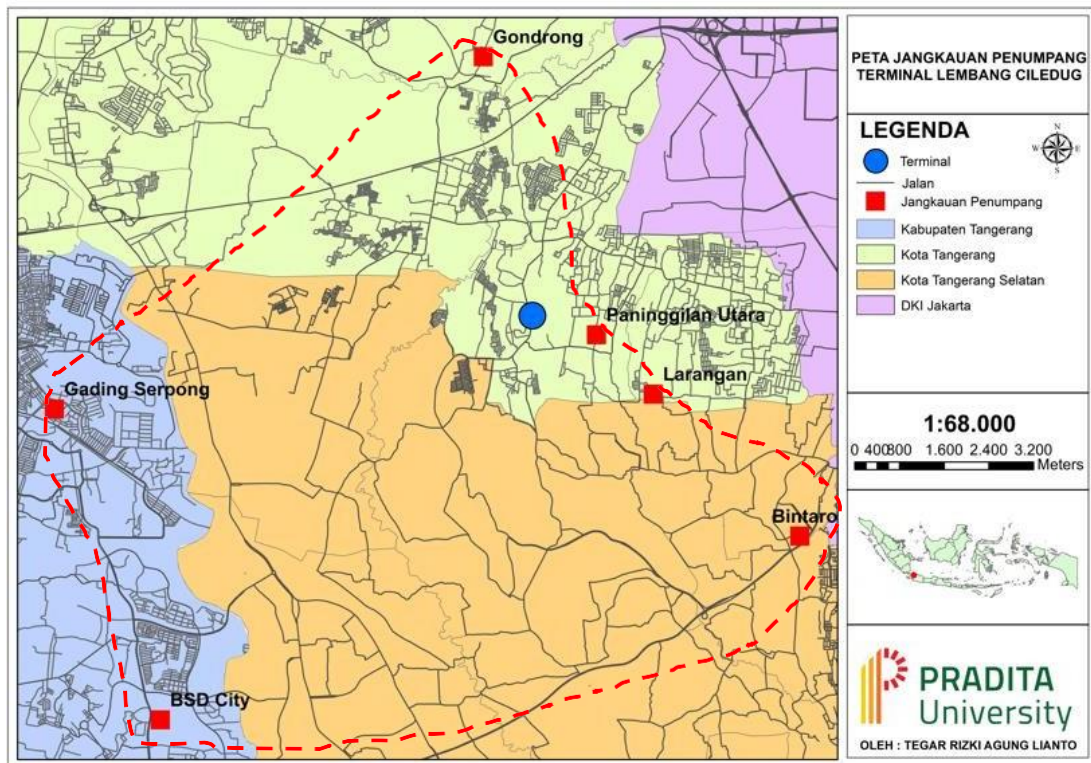 Gondrong
Paninggilan Utara
Larangan
Gading Serpong
Bintaro
BSD City
PETA JANGKAUAN PENUMPANG
TERMINAL LEMBANG CILEDUG
LEGENDA
N
W E
S
Terminal
Jalan
Jangkauan Penumpang
Kabupaten Tangerang
Kota Tangerang
Kota Tangerang Selatan
DKI Jakarta
1:68.000
0 400800 1.600 2.400 3.200
Meters
PRADITA
University
OLEH : TEGAR RIZKI AGUNG LIANTO